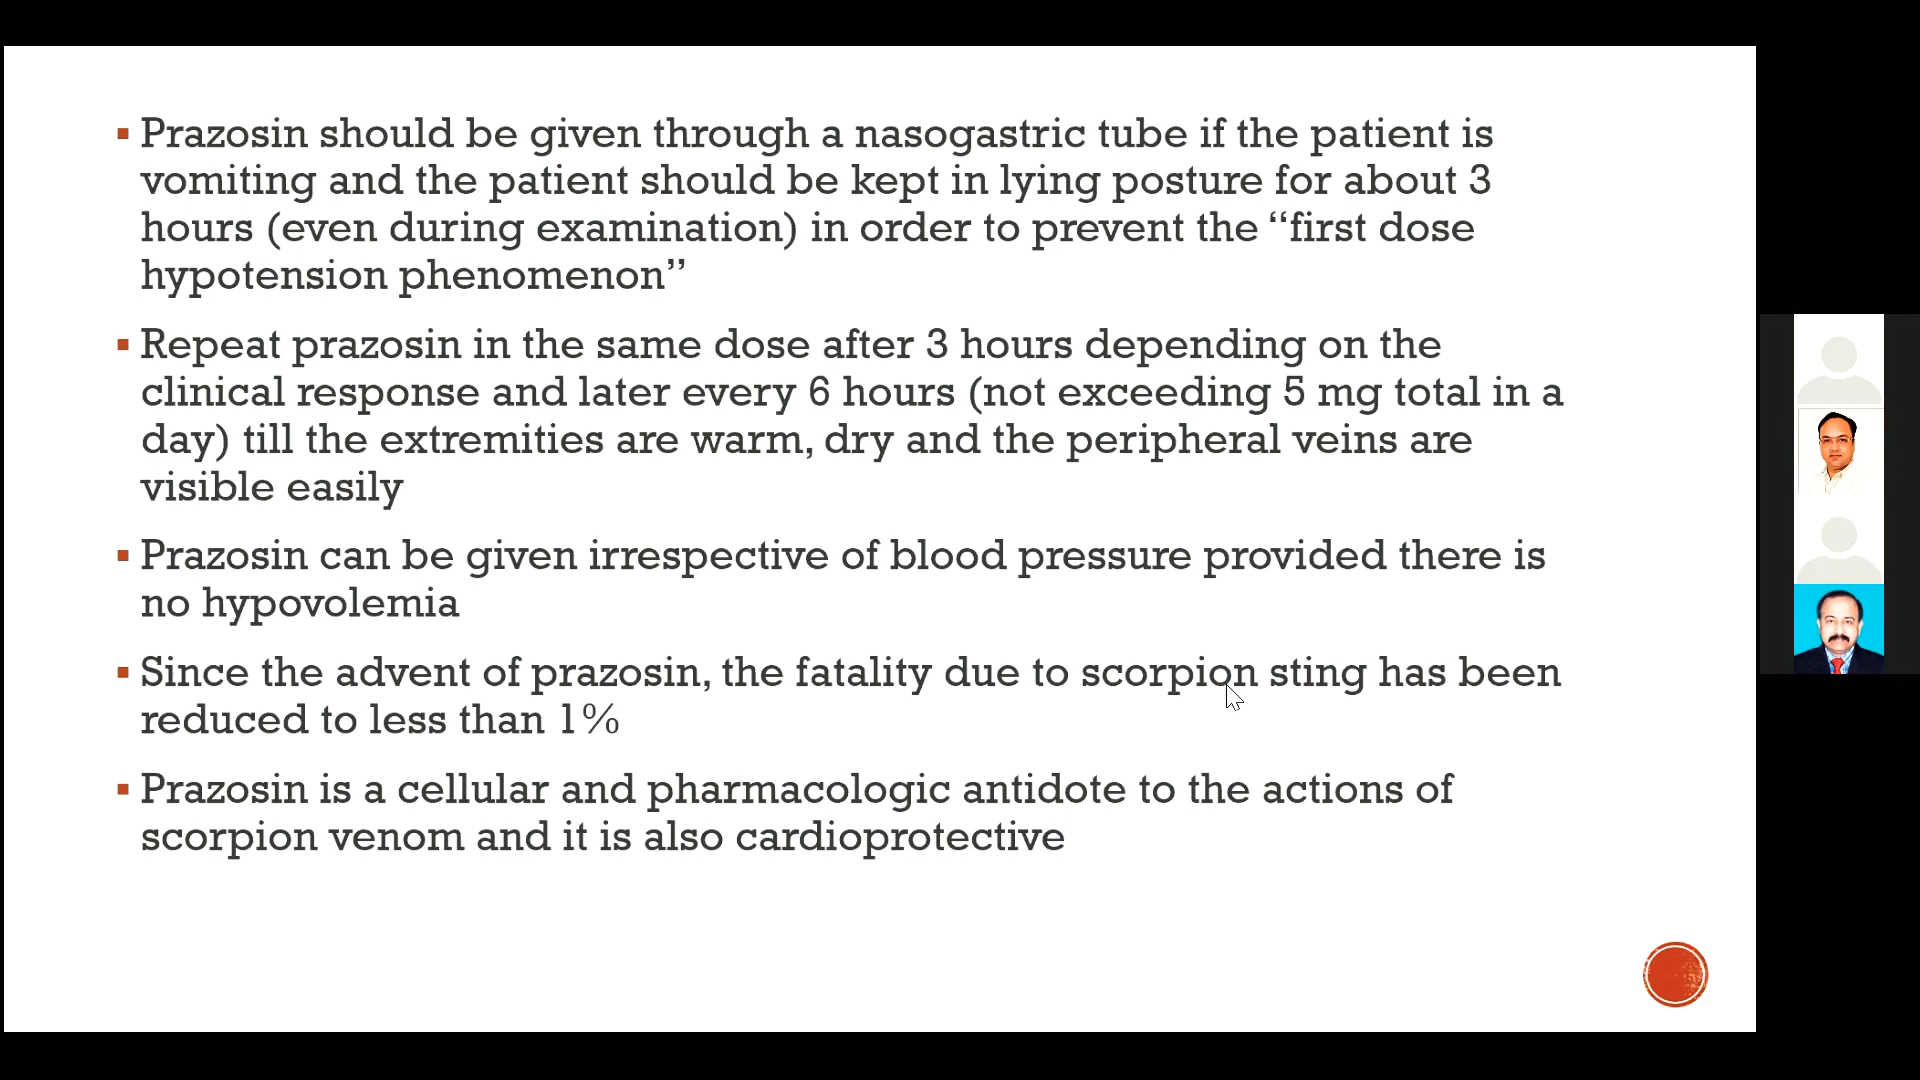 Prazosin should be given through a nasogastric tube if the patient is
vomiting and the patient should be kept in lying posture for about 3
hours (even during examination) in order to prevent the “first dose
hypotension phenomenon”
Repeat prazosin in the same dose after 3 hours depending on the
clinical response and later every 6 hours (not exceeding 5 mg total in a
day) till the extremities are warm, dry and the peripheral veins are
visible easily
Prazosin can be given irrespective of blood pressure provided there is
no hypovolemia
Since the advent of prazosin, the fatality due to scorpion sting has been
reduced to less than 1%
Prazosin is a cellular and pharmacologic antidote to the actions of
scorpion venom and it is also cardioprotective